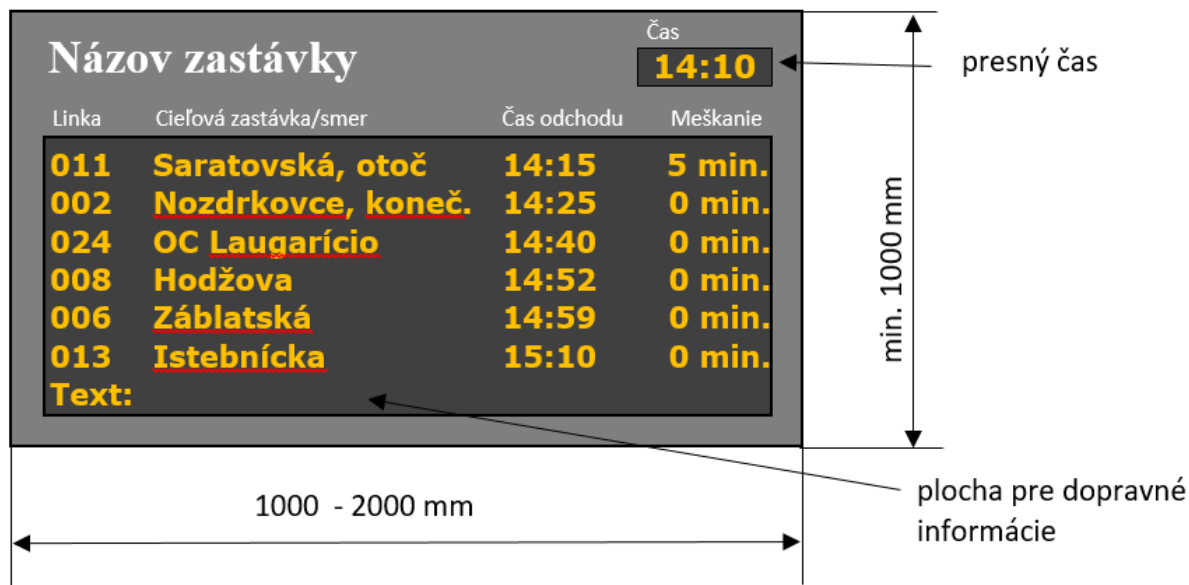 Názov zastávky
Čas
14:10
presný čas
Linka Cieľová zastávka/smer Čas odchodu Meškanie
011 Saratovská, otoč 14:15 5 min.
002 Nozdrkovce, koneč. 14:25 0 min.
024 OC Laugarício 14:40 0 min.
008 Hodžova 14:52 0 min.
006 Záblatská 14:59 0 min.
013 Istebnícka 15:10 0 min.
Text:
min. 1000 mm
plocha pre dopravné
informácie
1000 - 2000 mm